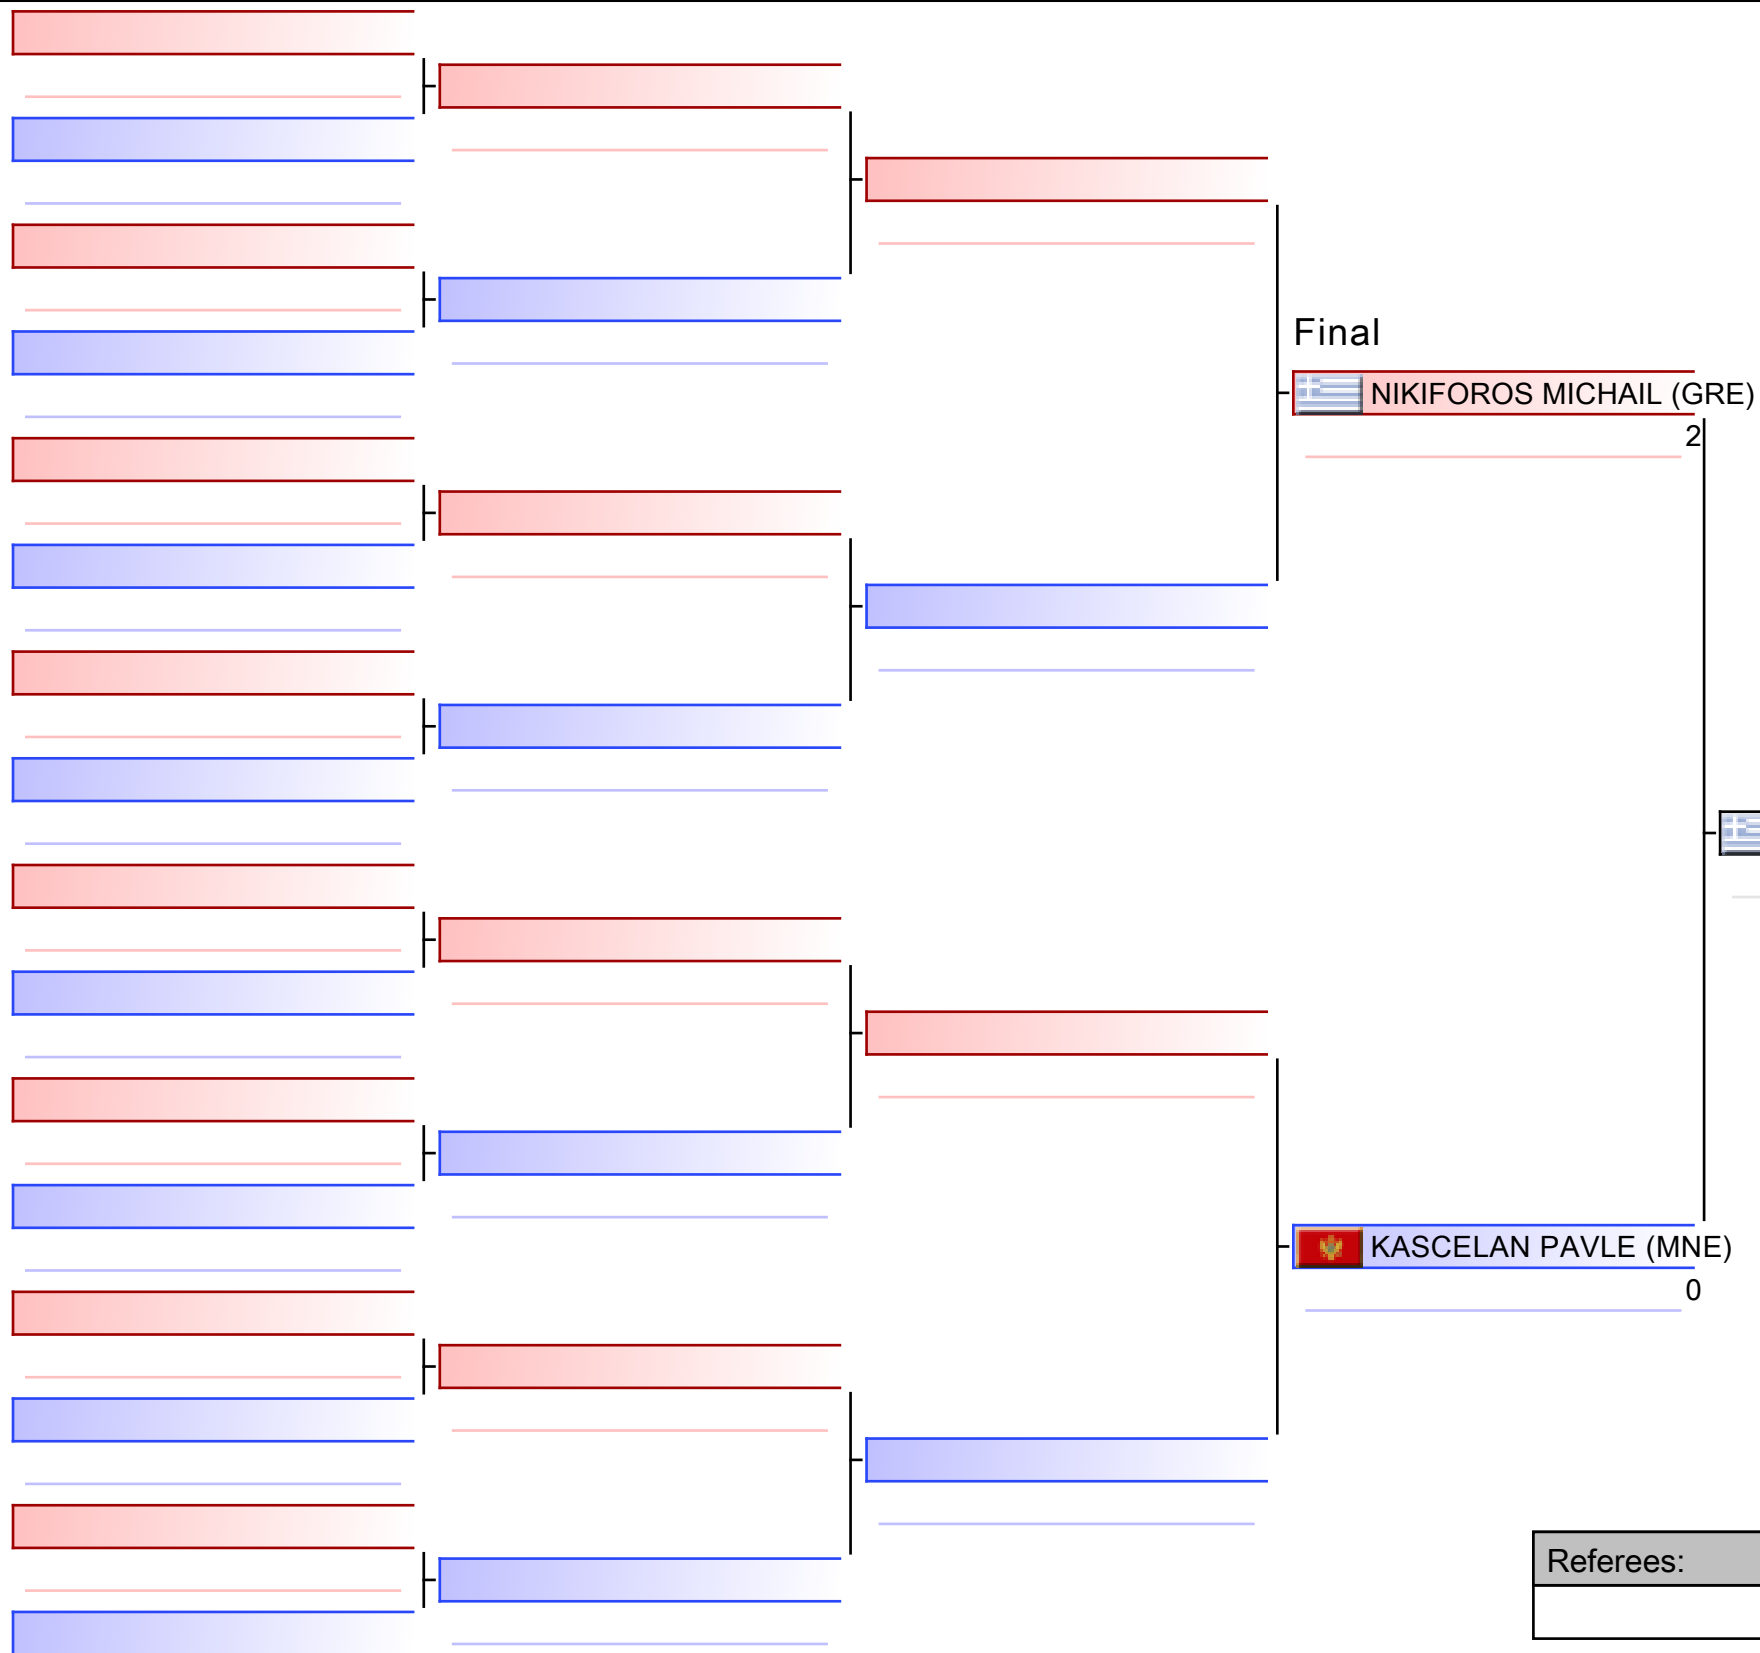 Final
NIKIFOROS MICHAIL (GRE)
2
KASCELAN PAVLE (MNE)
0
Referees: